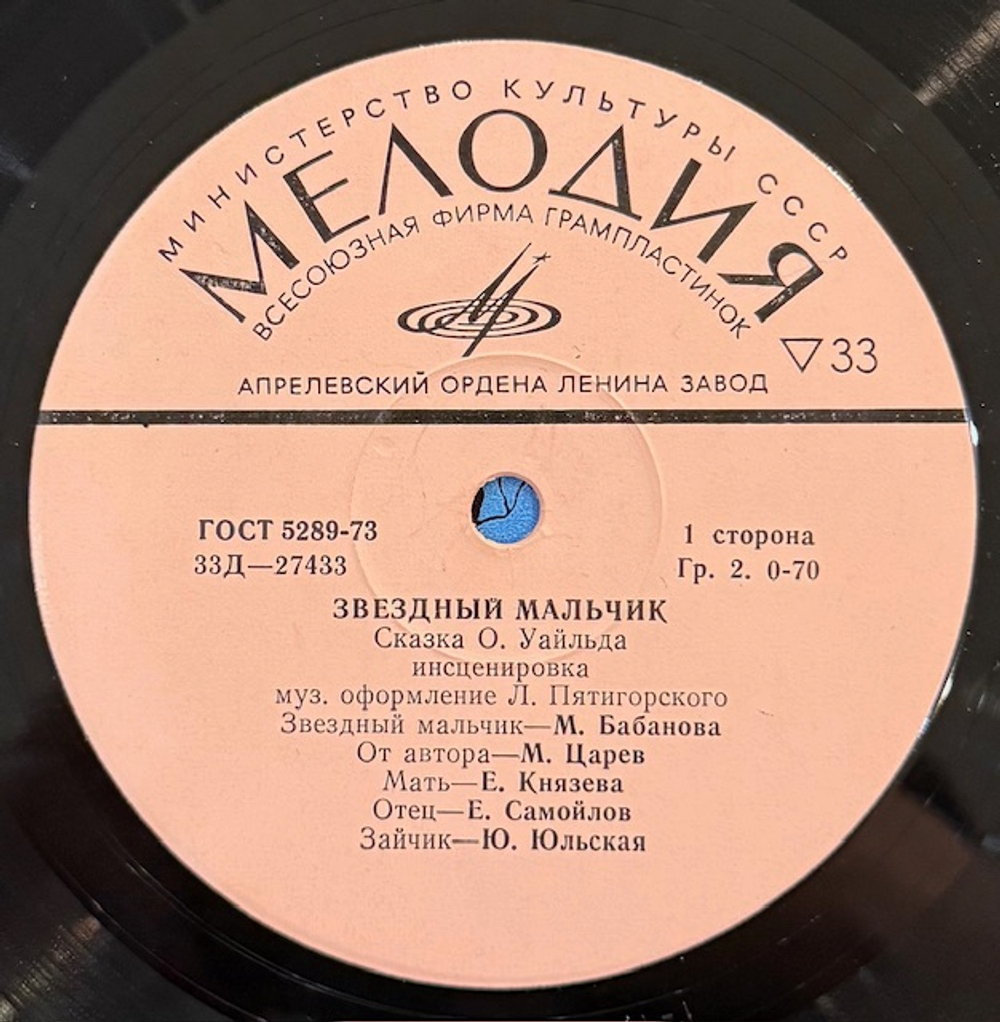 МИНИСТЕРСТВО КУЛЬТУРЫ СССР
МЕЛОДИЯ
ВСЕСОЮЗНАЯ ФИРМА ГРАМПЛАСТИНОК
▽33
АПРЕЛЕВСКИЙ ОРДЕНА ЛЕНИНА ЗАВОД
ГОСТ 5289-73
33Д—27433
1 сторона
Гр. 2. 0-70
ЗВЕЗДНЫЙ МАЛЬЧИК
Сказка О. Уайльда
инсценировка
муз. оформление Л. Пятигорского
Звездный мальчик—М. Бабанова
От автора—М. Царев
Мать—Е. Князева
Отец—Е. Самойлов
Зайчик—Ю. Юльская